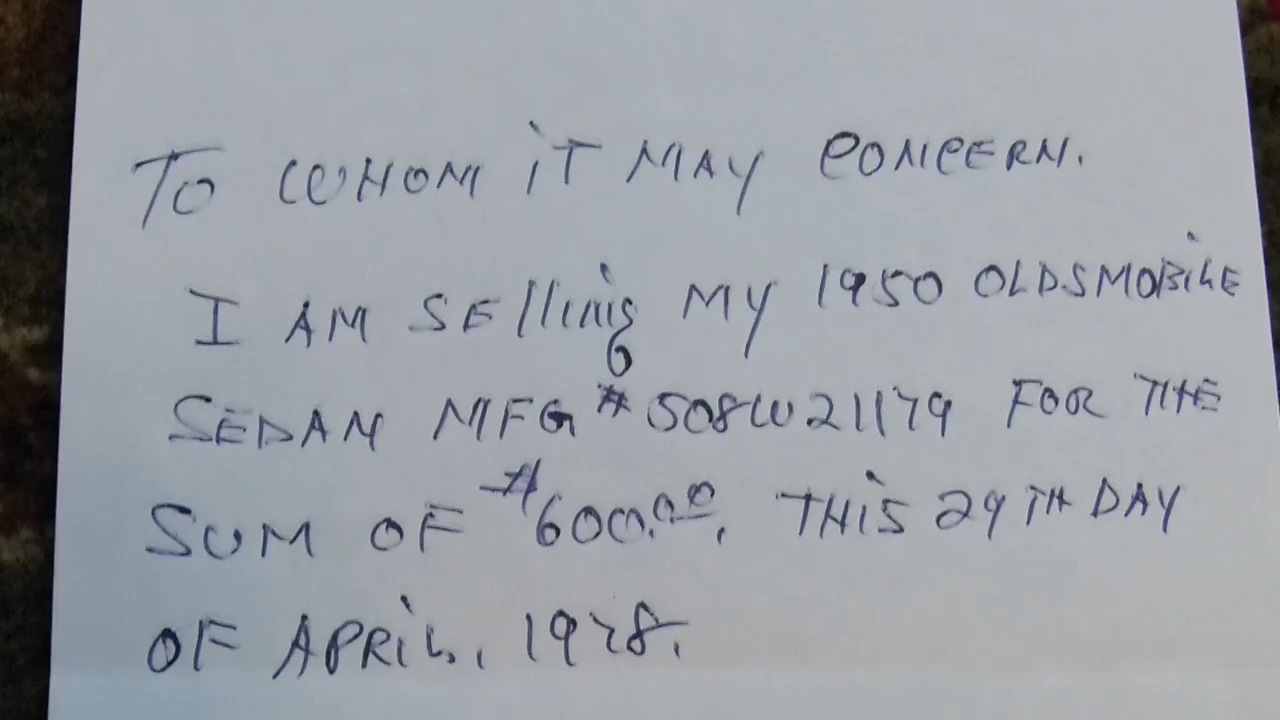 TO WHOM iT MAY CONCERN.
I AM SElling MY 1950 OLDSMOBiLE
SEDAN MFG # 508W21179 FOR THE
SUM OF #600.00. THiS 29TH DAY
OF APRiL, 1978.